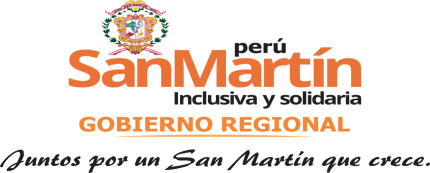 perú
SanMartín
Inclusiva y solidaria
GOBIERNO REGIONAL
Juntos por un San Martín que crece.